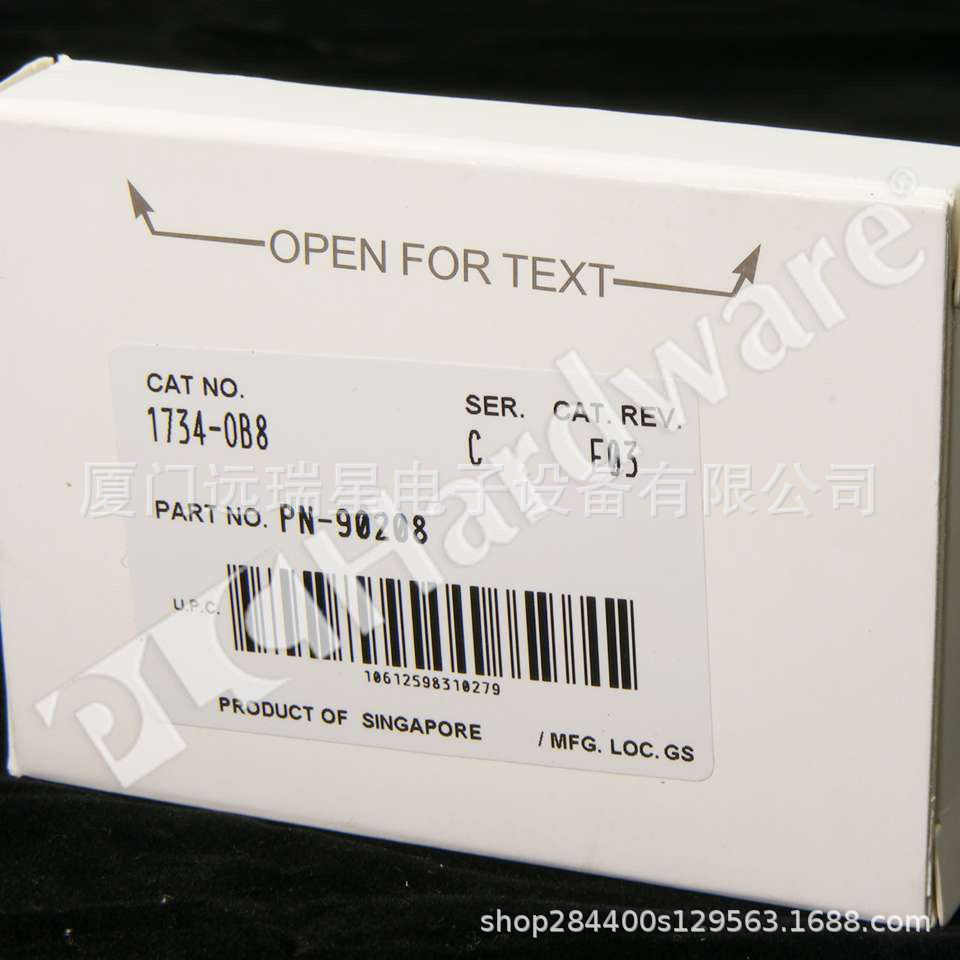 OPEN FOR TEXT
CAT NO.
SER. CAT. REV.
1734-OB8
C
F03
厦门远瑞星电子设备有限公司
PART NO. PN-90208
PLC Hardware®
U.P.C.
10612598310279
PRODUCT OF SINGAPORE / MFG. LOC. GS
shop284400s129563.1688.com